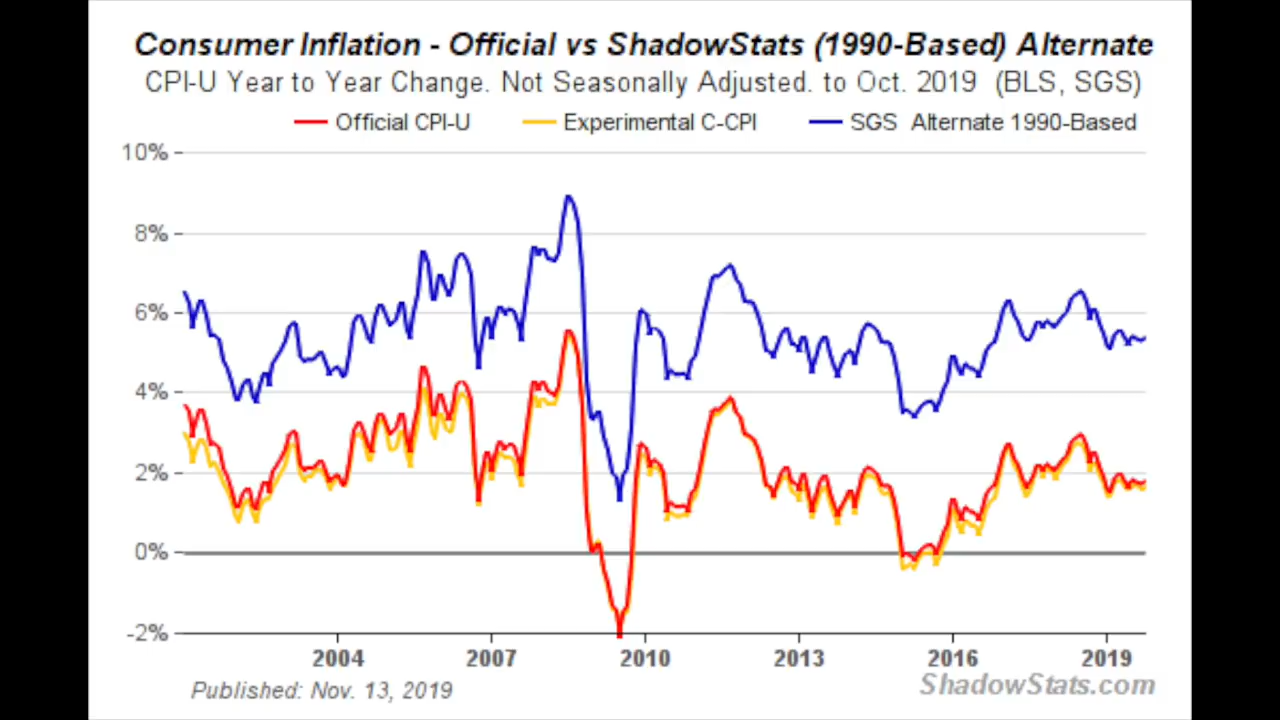 Consumer Inflation - Official vs ShadowStats (1990-Based) Alternate
CPI-U Year to Year Change. Not Seasonally Adjusted. to Oct. 2019 (BLS, SGS)
Official CPI-U Experimental C-CPI SGS Alternate 1990-Based
10%
8%
6%
4%
2%
0%
-2%
2004 2007 2010 2013 2016 2019
Published: Nov. 13, 2019
ShadowStats.com